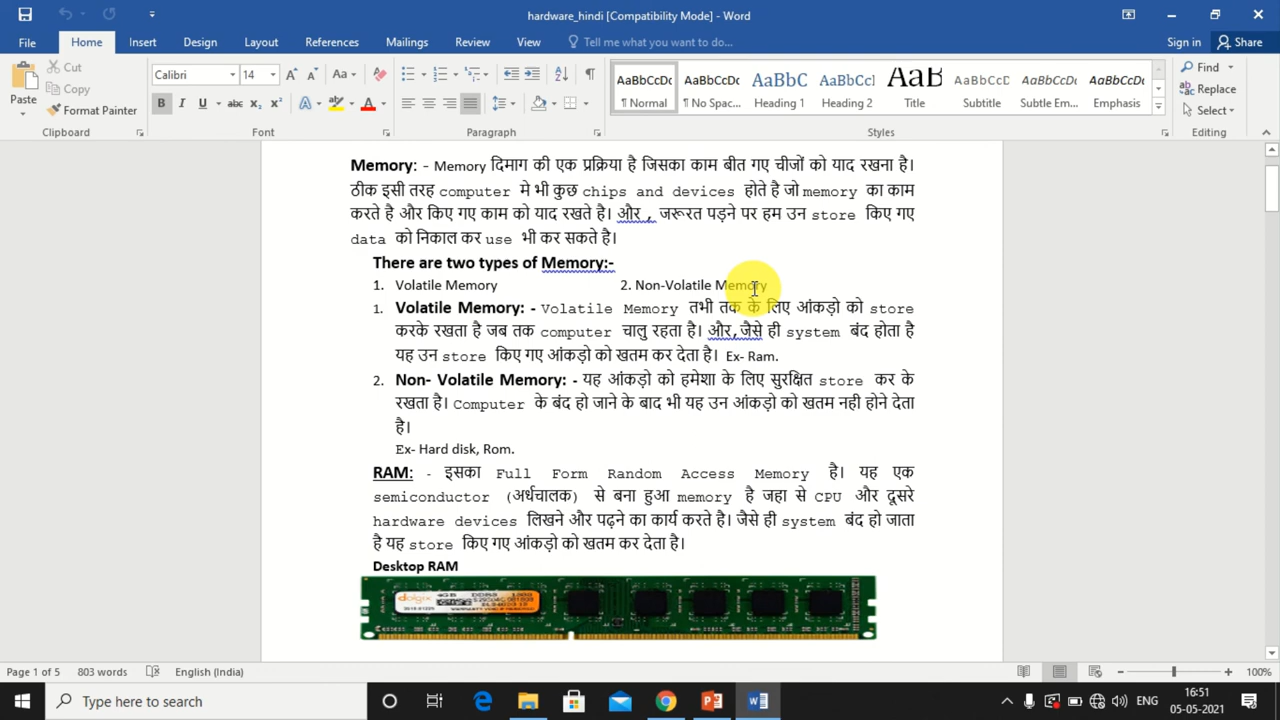 hardware_hindi [Compatibility Mode] - Word
File Home Insert Design Layout References Mailings Review View Tell me what you want to do... Sign in Share
Paste Cut Copy Format Painter
Calibri 14 Aa
B I U abc x₂ x² A A
AaBbCcDc AaBbCcDc AaBbC AaBbCcI AaB AaBbCcD AaBbCcDc AaBbCcDc
¶ Normal ¶ No Spac... Heading 1 Heading 2 Title Subtitle Subtle Em... Emphasis
Find Replace Select
Clipboard Font Paragraph Styles Editing
Memory: - Memory दिमाग की एक प्रक्रिया है जिसका काम बीत गए चीजों को याद रखना है।
ठीक इसी तरह computer मे भी कुछ chips and devices होते है जो memory का काम
करते है और किए गए काम को याद रखते है। और , जरूरत पड़ने पर हम उन store किए गए
data को निकाल कर use भी कर सकते है।
There are two types of Memory:-
1. Volatile Memory 2. Non-Volatile Memory
1. Volatile Memory: - Volatile Memory तभी तक के लिए आंकड़ो को store
करके रखता है जब तक computer चालु रहता है। और,जैसे ही system बंद होता है
यह उन store किए गए आंकड़ो को खतम कर देता है। Ex- Ram.
2. Non- Volatile Memory: - यह आंकड़ो को हमेशा के लिए सुरक्षित store कर के
रखता है। Computer के बंद हो जाने के बाद भी यह उन आंकड़ो को खतम नही होने देता
है।
Ex- Hard disk, Rom.
RAM: - इसका Full Form Random Access Memory है। यह एक
semiconductor (अर्धचालक) से बना हुआ memory है जहा से CPU और दूसरे
hardware devices लिखने और पढ़ने का कार्य करते है। जैसे ही system बंद हो जाता
है यह store किए गए आंकड़ो को खतम कर देता है।
Desktop RAM
Page 1 of 5 803 words English (India) 100%
Type here to search ENG 16:51
05-05-2021